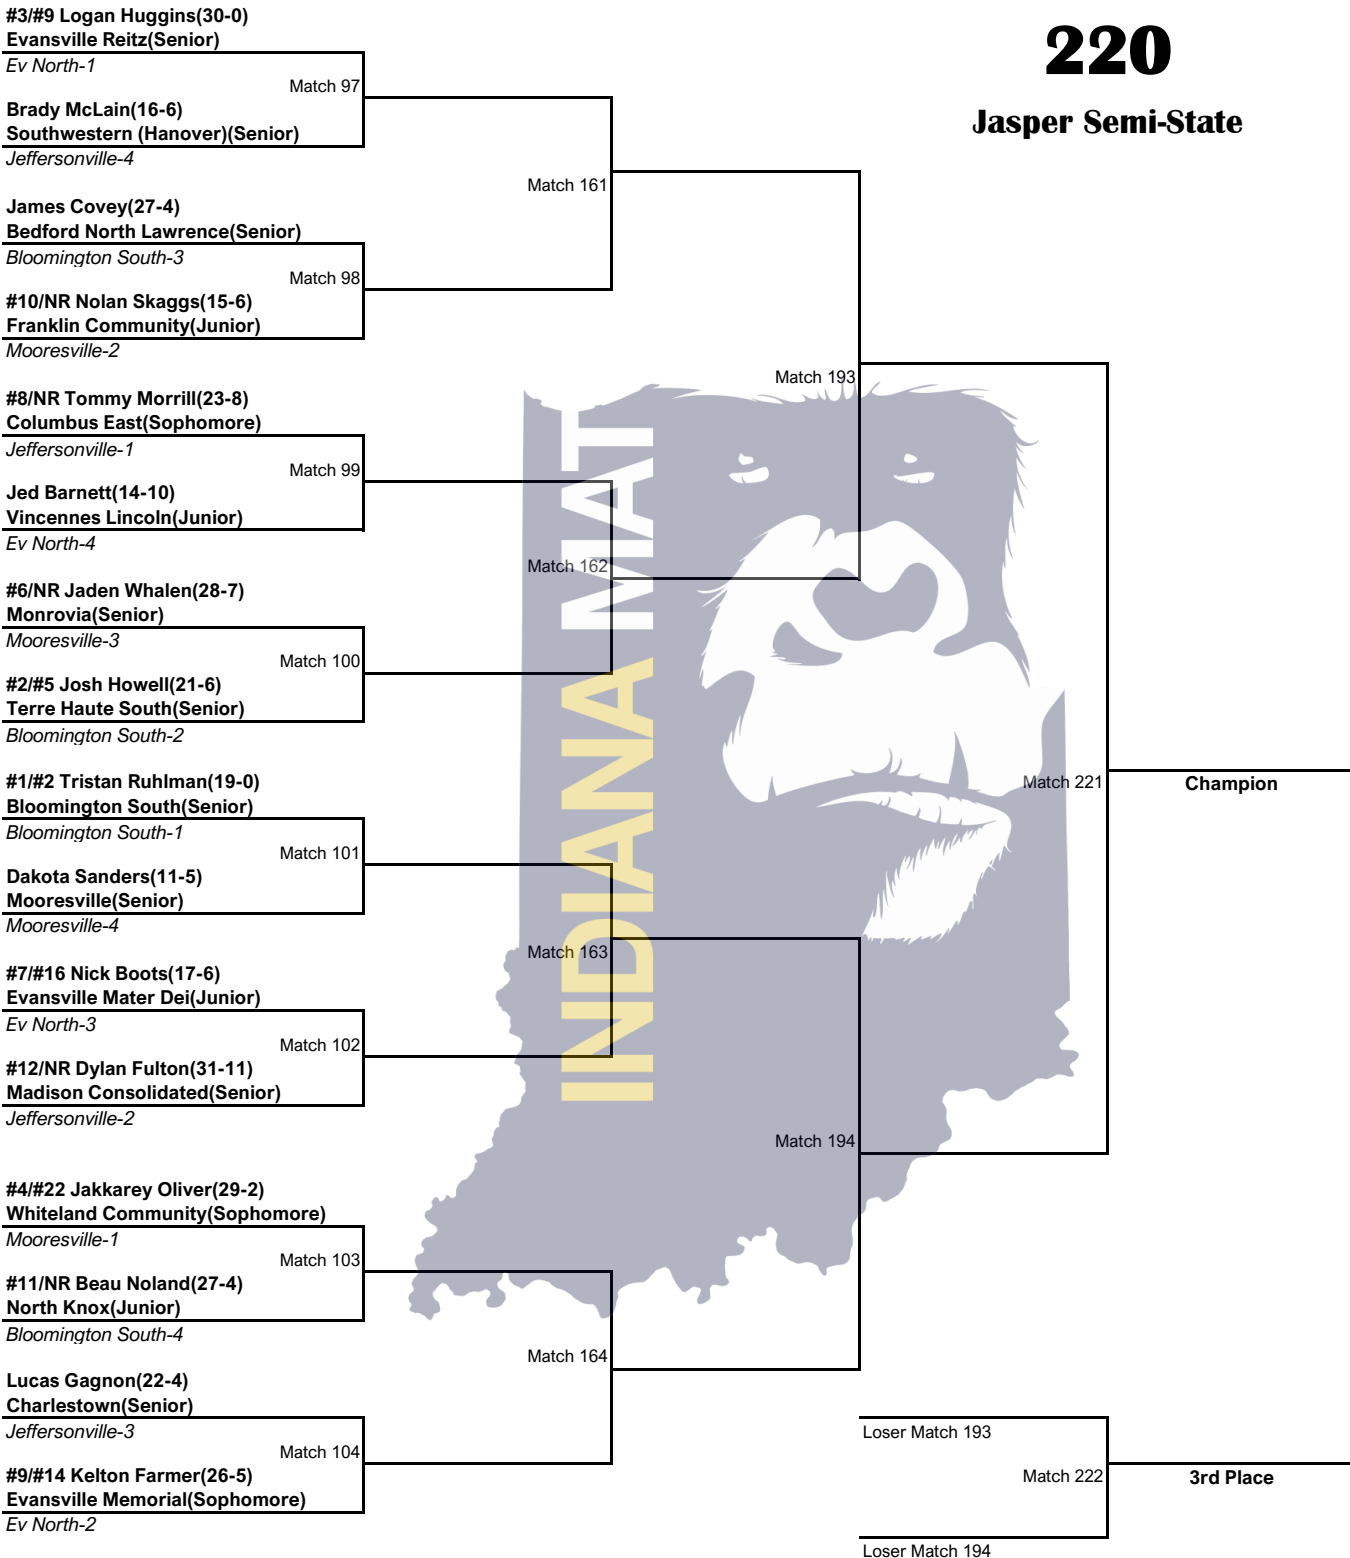 220
Jasper Semi-State
#3/#9 Logan Huggins(30-0)
Evansville Reitz(Senior)
Ev North-1
Match 97
Brady McLain(16-6)
Southwestern (Hanover)(Senior)
Jeffersonville-4
Match 161
James Covey(27-4)
Bedford North Lawrence(Senior)
Bloomington South-3
Match 98
#10/NR Nolan Skaggs(15-6)
Franklin Community(Junior)
Mooresville-2
Match 193
#8/NR Tommy Morrill(23-8)
Columbus East(Sophomore)
Jeffersonville-1
Match 99
Jed Barnett(14-10)
Vincennes Lincoln(Junior)
Ev North-4
Match 162
#6/NR Jaden Whalen(28-7)
Monrovia(Senior)
Mooresville-3
Match 100
#2/#5 Josh Howell(21-6)
Terre Haute South(Senior)
Bloomington South-2
INDIANA MAT
Match 221
Champion
#1/#2 Tristan Ruhlman(19-0)
Bloomington South(Senior)
Bloomington South-1
Match 101
Dakota Sanders(11-5)
Mooresville(Senior)
Mooresville-4
Match 163
#7/#16 Nick Boots(17-6)
Evansville Mater Dei(Junior)
Ev North-3
Match 102
#12/NR Dylan Fulton(31-11)
Madison Consolidated(Senior)
Jeffersonville-2
Match 194
#4/#22 Jakkarey Oliver(29-2)
Whiteland Community(Sophomore)
Mooresville-1
Match 103
#11/NR Beau Noland(27-4)
North Knox(Junior)
Bloomington South-4
Match 164
Lucas Gagnon(22-4)
Charlestown(Senior)
Jeffersonville-3
Match 104
#9/#14 Kelton Farmer(26-5)
Evansville Memorial(Sophomore)
Ev North-2
Loser Match 193
Match 222
3rd Place
Loser Match 194